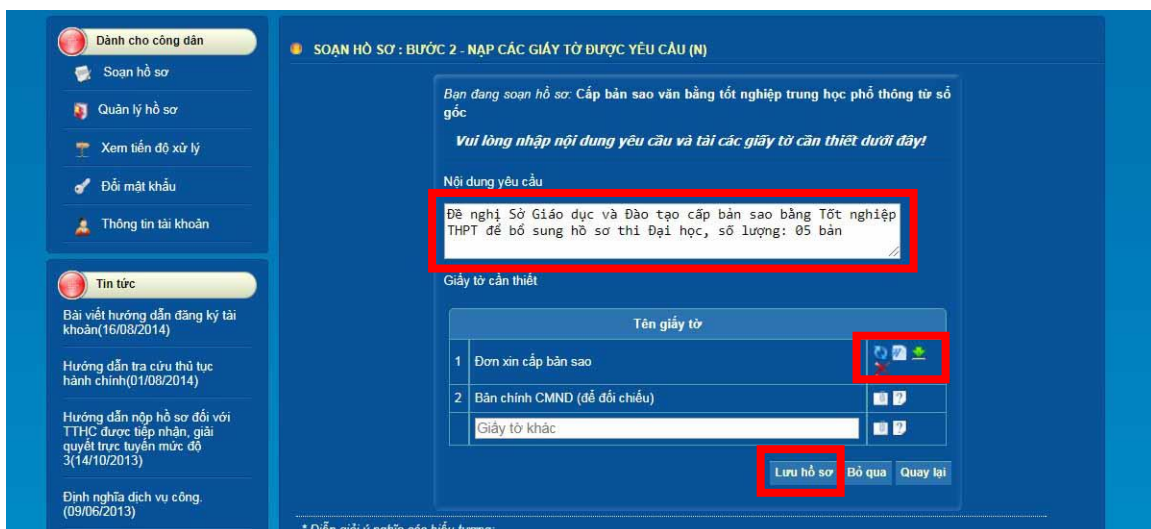 Dành cho công dân
Soạn hồ sơ
Quản lý hồ sơ
Xem tiến độ xử lý
Đổi mật khẩu
Thông tin tài khoản
Tin tức
Bài viết hướng dẫn đăng ký tài
khoản(16/08/2014)
Hướng dẫn tra cứu thủ tục
hành chính(01/08/2014)
Hướng dẫn nộp hồ sơ đối với
TTHC được tiếp nhận, giải
quyết trực tuyến mức độ
3(14/10/2013)
Định nghĩa dịch vụ công.
(09/06/2013)
SOẠN HỒ SƠ : BƯỚC 2 - NẠP CÁC GIẤY TỜ ĐƯỢC YÊU CẦU (N)
Bạn đang soạn hồ sơ: Cấp bản sao văn bằng tốt nghiệp trung học phổ thông từ sổ
gốc
Vui lòng nhập nội dung yêu cầu và tải các giấy tờ cần thiết dưới đây!
Nội dung yêu cầu
Đề nghị Sở Giáo dục và Đào tạo cấp bản sao bằng Tốt nghiệp
THPT để bổ sung hồ sơ thi Đại học, số lượng: 05 bản
Giấy tờ cần thiết
Tên giấy tờ
1 Đơn xin cấp bản sao
2 Bản chính CMND (để đối chiếu)
Giấy tờ khác
Lưu hồ sơ Bỏ qua Quay lại
* Diễn giải ý nghĩa các biểu tượng: